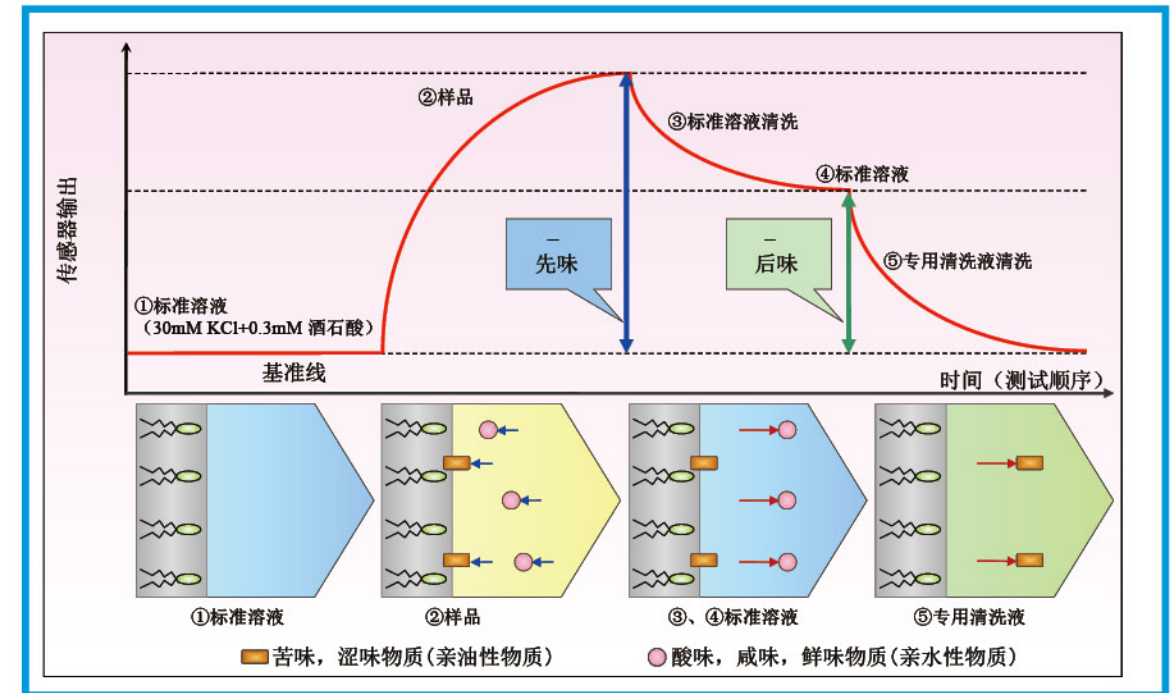 ②样品
③标准溶液清洗
④标准溶液
传感器输出
先味
后味
⑤专用清洗液清洗
①标准溶液
（30mM KCl+0.3mM 酒石酸）
基准线
时间（测试顺序）
①标准溶液
②样品
③、④标准溶液
⑤专用清洗液
苦味，涩味物质(亲油性物质)
酸味，咸味，鲜味物质(亲水性物质)